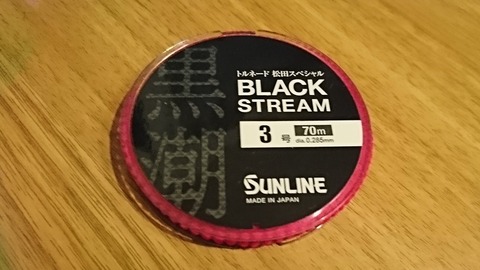 黒潮
トルネード 松田スペシャル
BLACK
STREAM
3号 70m
dia.0.285mm
SUNLINE
MADE IN JAPAN